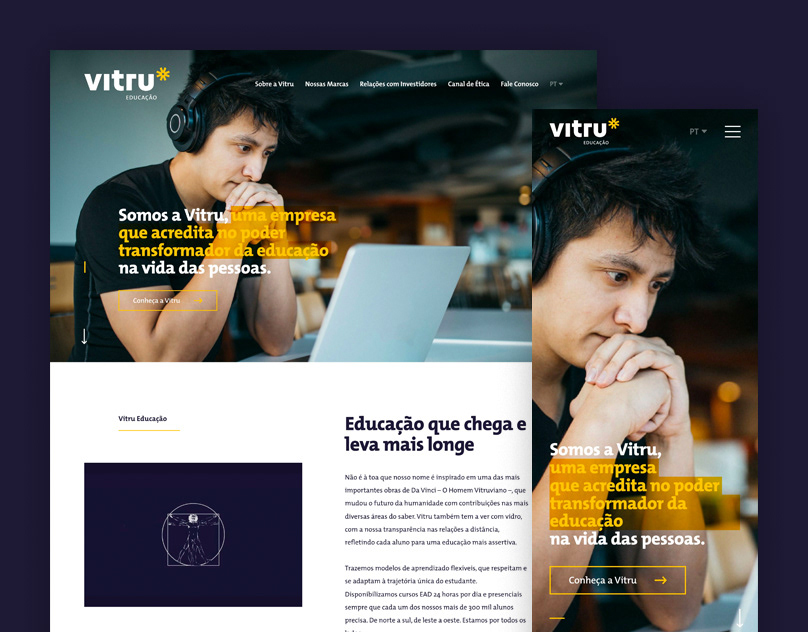 vitru
EDUCAÇÃO
Sobre a Vitru Nossas Marcas Relações com Investidores Canal de Ética Fale Conosco PT
Somos a Vitru, uma empresa
que acredita no poder
transformador da educação
na vida das pessoas.
Conheça a Vitru
Vitru Educação
Educação que chega e
leva mais longe
Não é à toa que nosso nome é inspirado em uma das mais
importantes obras de Da Vinci – O Homem Vitruviano –, que
mudou o futuro da humanidade com contribuições nas mais
diversas áreas do saber. Vitru também tem a ver com vidro,
com a nossa transparência nas relações a distância,
refletindo cada aluno para uma educação mais assertiva.
Trazemos modelos de aprendizado flexíveis, que respeitam e
se adaptam à trajetória única do estudante.
Disponibilizamos cursos EAD 24 horas por dia e presenciais
sempre que cada um dos nossos mais de 300 mil alunos
precisa. De norte a sul, de leste a oeste. Estamos por todos os
vitru
EDUCAÇÃO
PT
Somos a Vitru,
uma empresa
que acredita no poder
transformador da
educação
na vida das pessoas.
Conheça a Vitru